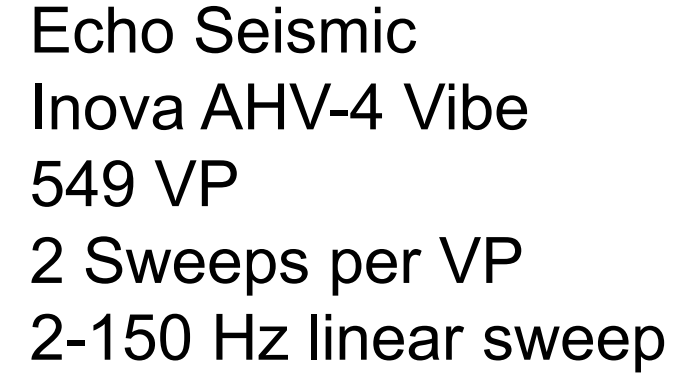 Echo Seismic
Inova AHV-4 Vibe
549 VP
2 Sweeps per VP
2-150 Hz linear sweep